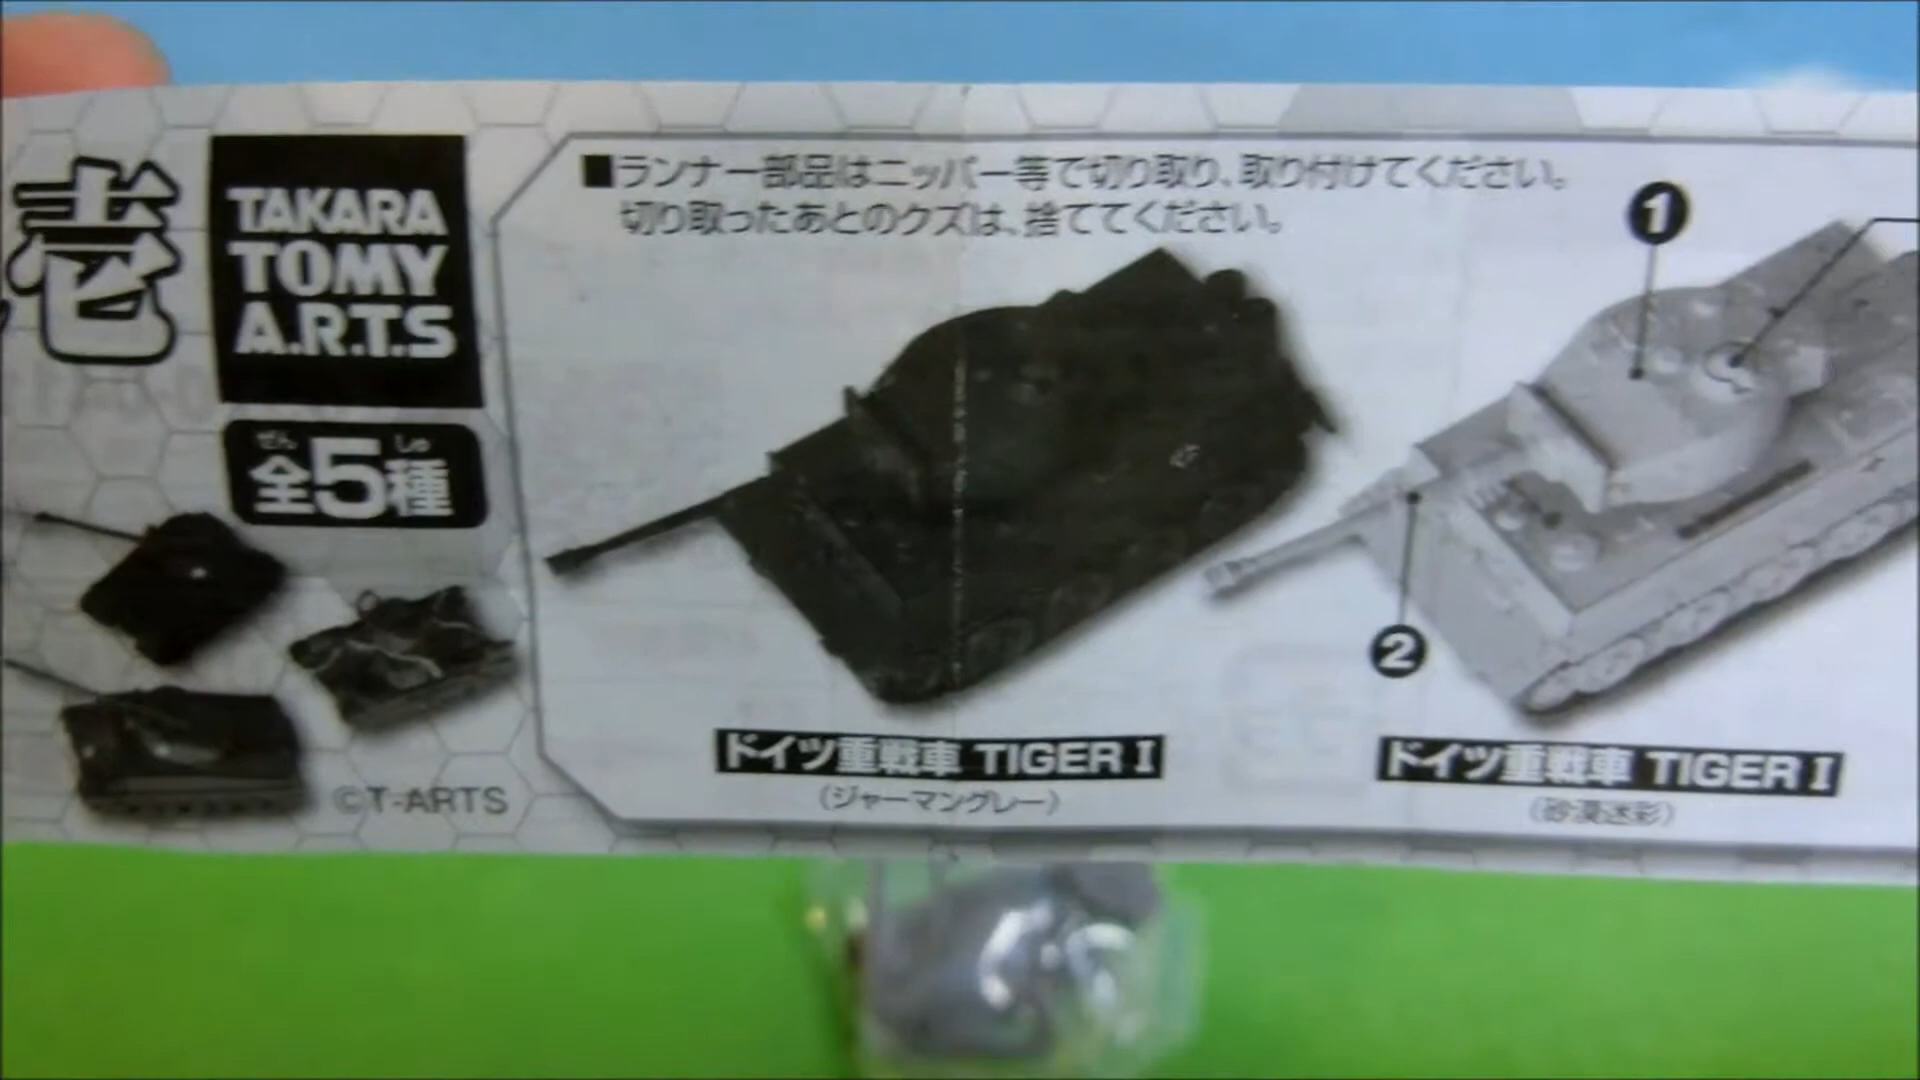 壱
TAKARA
TOMY
A.R.T.S
ぜん しゅ
全5種
©T-ARTS
■ランナー部品はニッパー等で切り取り、取り付けてください。
切り取ったあとのクズは、捨ててください。
1
2
ドイツ重戦車 TIGER I
(ジャーマングレー)
ドイツ重戦車 TIGER I
(砂漠迷彩)